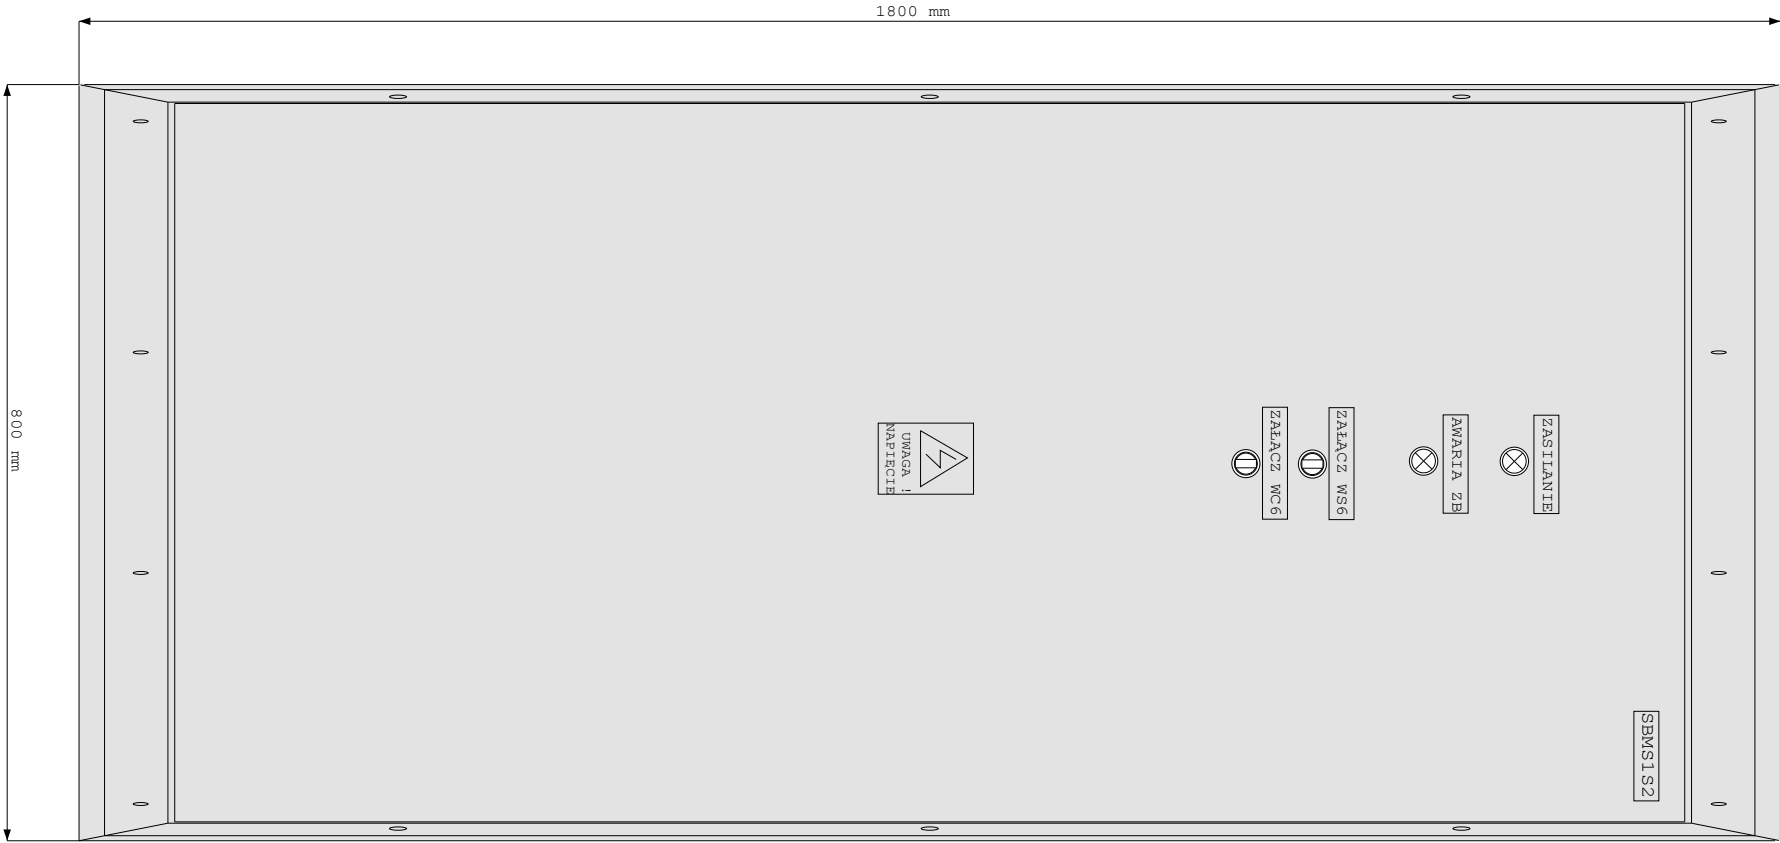 1800 mm
800 mm
ZASILANIE
AWARIA ZB
ZAŁĄCZ WS6
ZAŁĄCZ WC6
UWAGA !
NAPIĘCIE
SBMS1S2